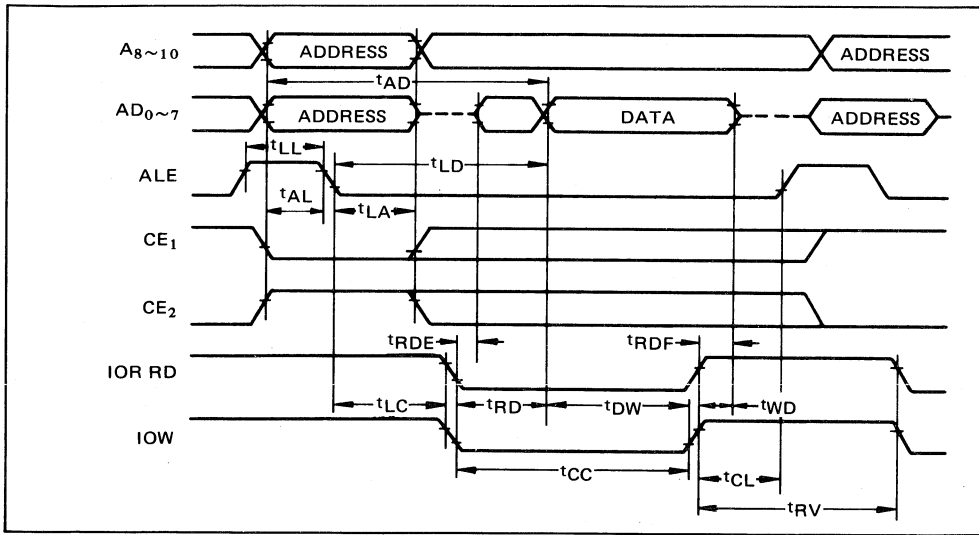 A8~10 ADDRESS ADDRESS
tAD
AD0~7 ADDRESS DATA ADDRESS
tLL tLD
ALE
tAL tLA
CE1
CE2
tRDE tRDF
IOR RD
tLC tRD tDW tWD
IOW
tCC tCL
tRV